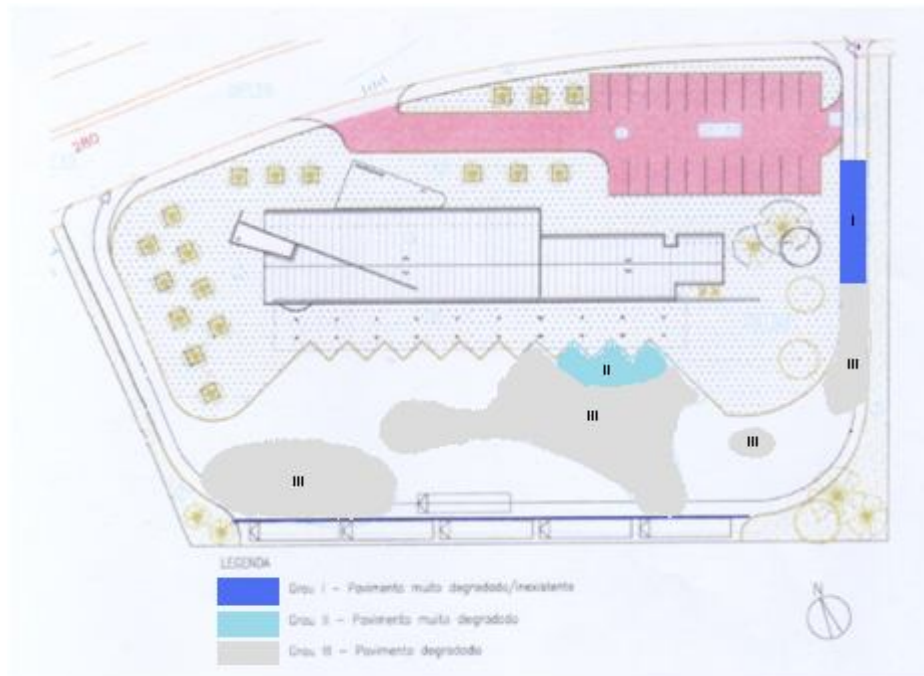 280
I
II
III
III
III
III
LEGENDA
Grau I - Pavimento muito degradado/inexistente
Grau II - Pavimento muito degradado
Grau III - Pavimento degradado
N